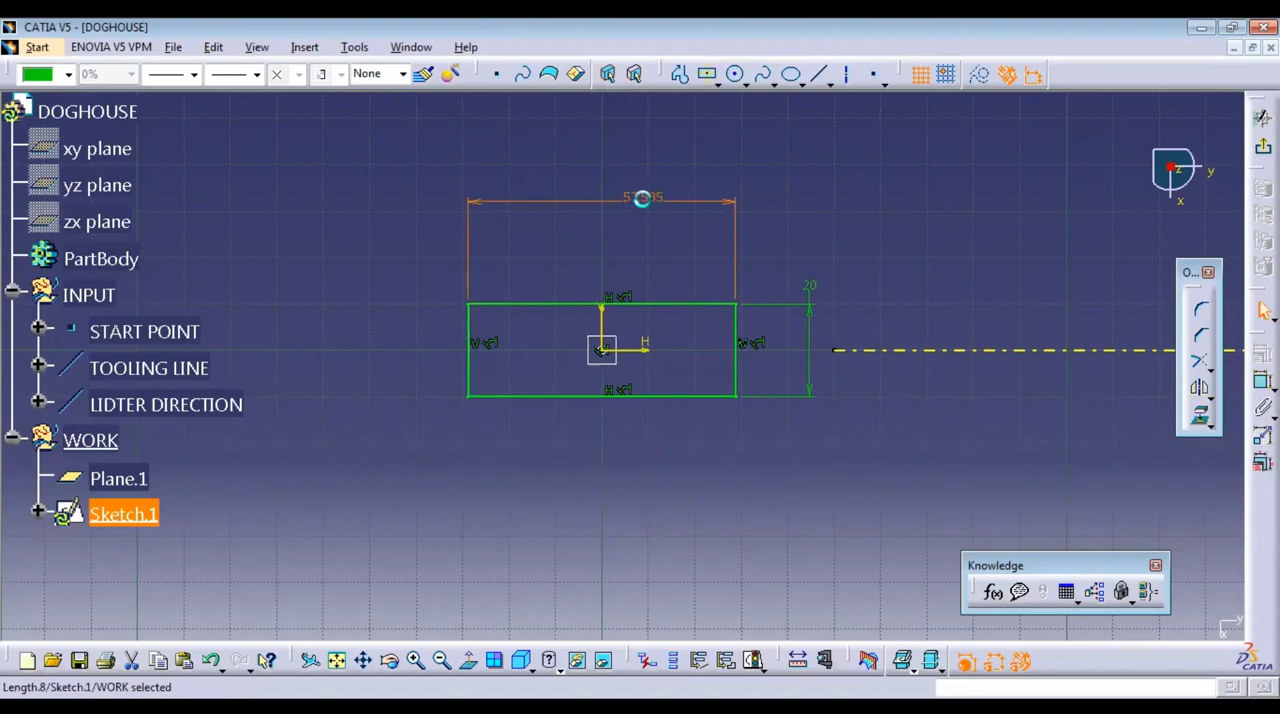 CATIA V5 - [DOGHOUSE]
Start ENOVIA V5 VPM File Edit View Insert Tools Window Help
0% 3 None
DOGHOUSE
xy plane
yz plane
zx plane
PartBody
INPUT
START POINT
TOOLING LINE
LIDTER DIRECTION
WORK
Plane.1
Sketch.1
20
H
H
V
V
H
H
z
y
x
O...
Knowledge
f(x)
y
x
CATIA
Length.8/Sketch.1/WORK selected